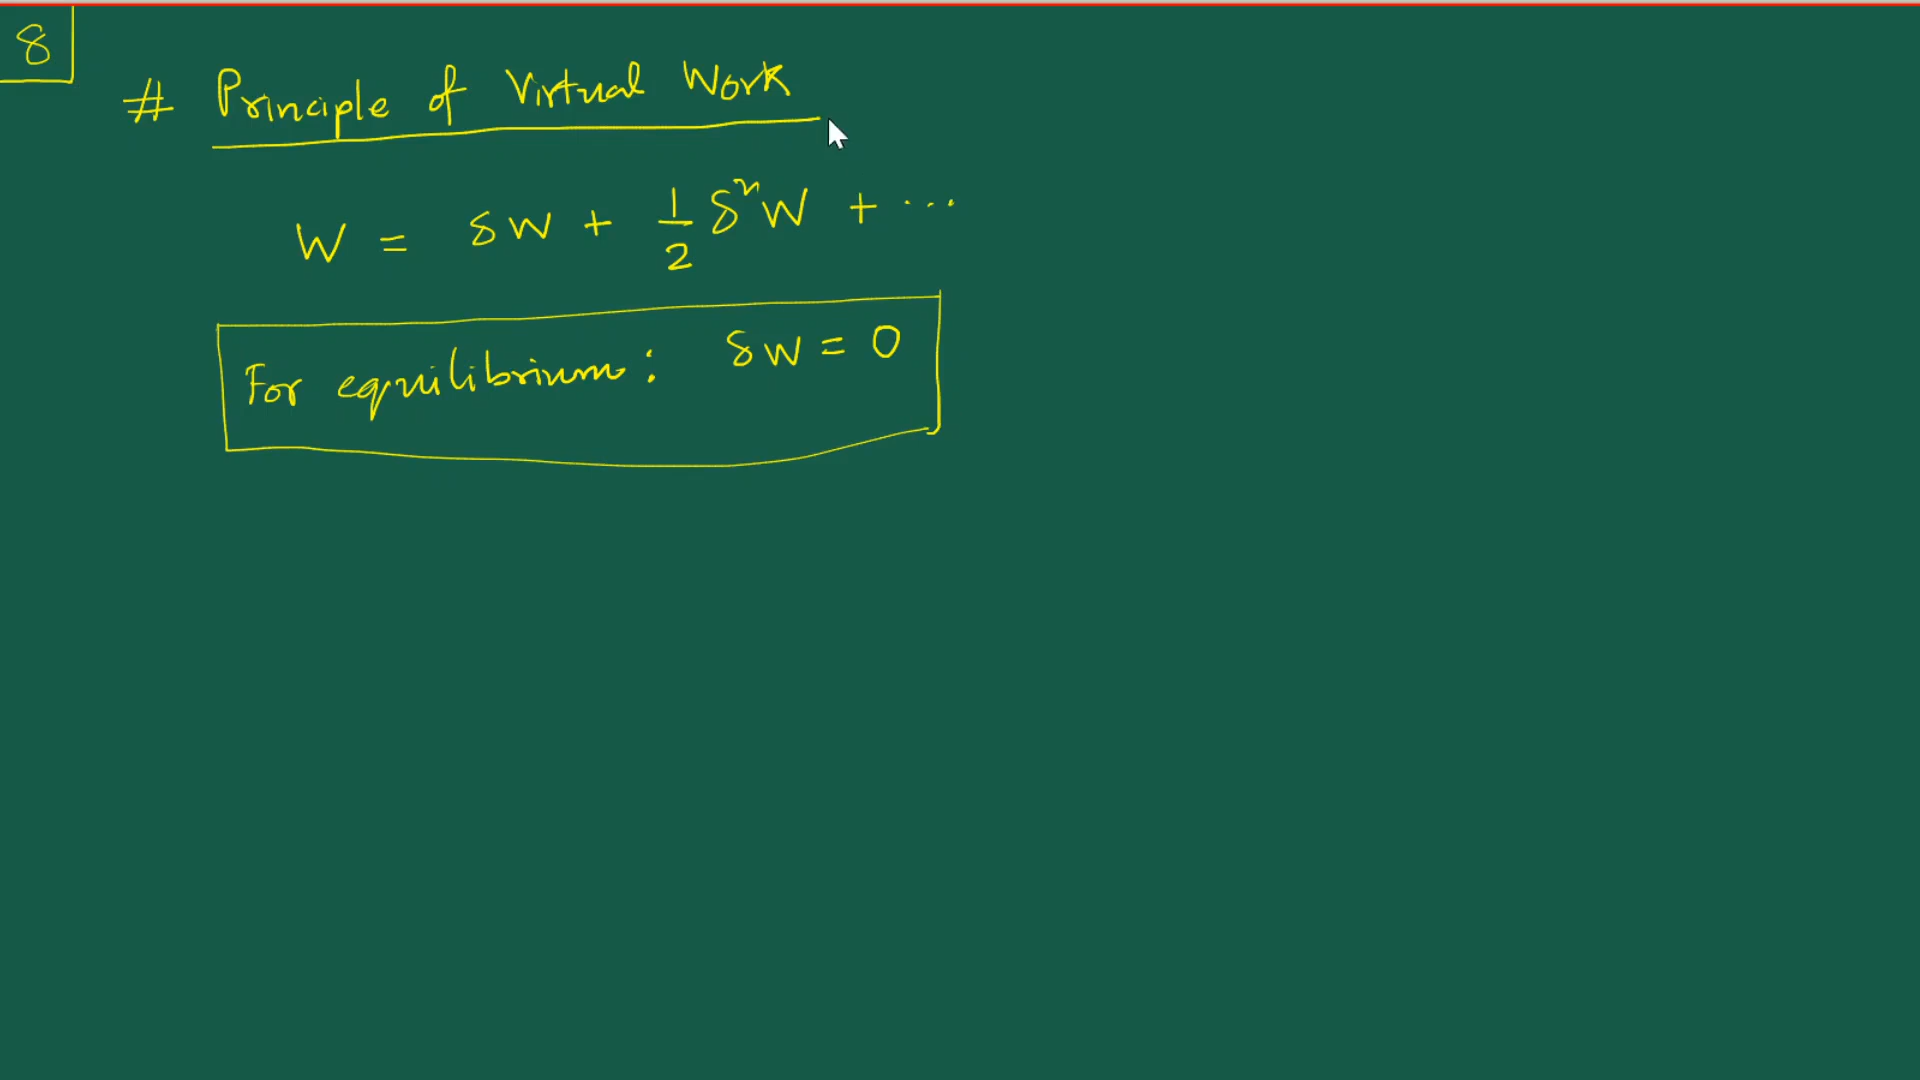 8
# Principle of Virtual Work
W = δW + 1/2 δ²W + ...
For equilibrium: δW = 0